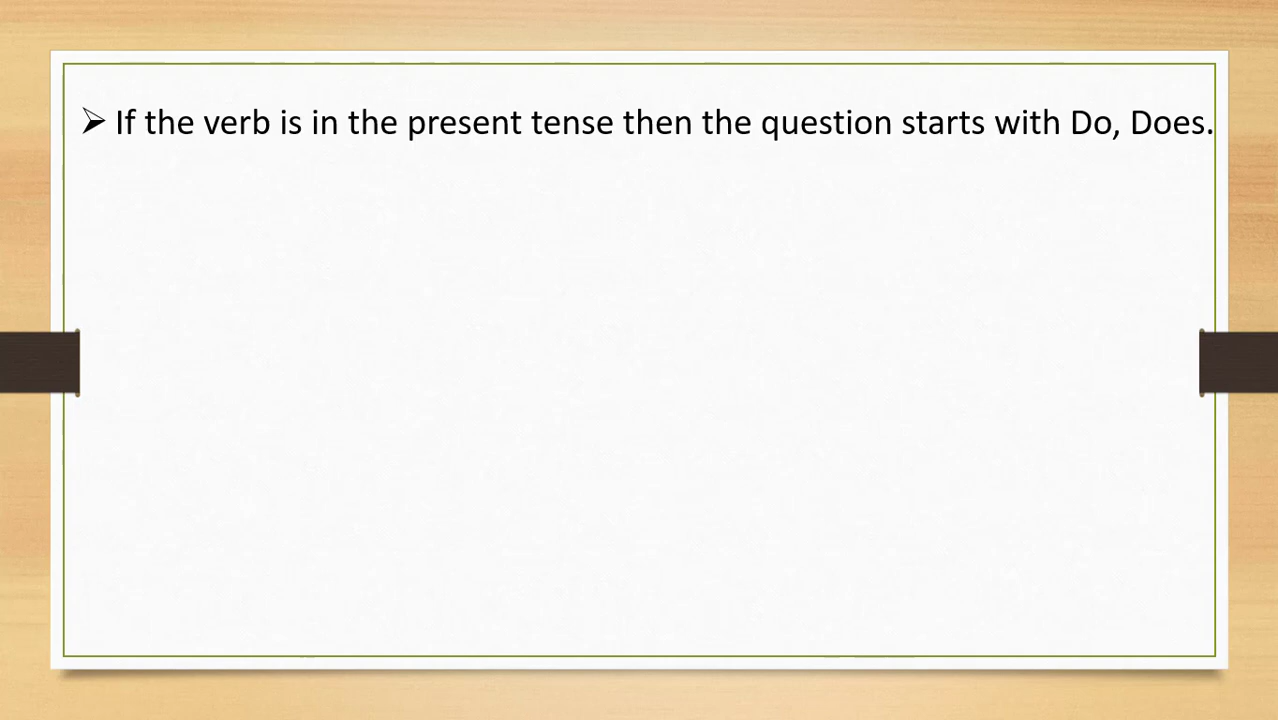 ➢ If the verb is in the present tense then the question starts with Do, Does.